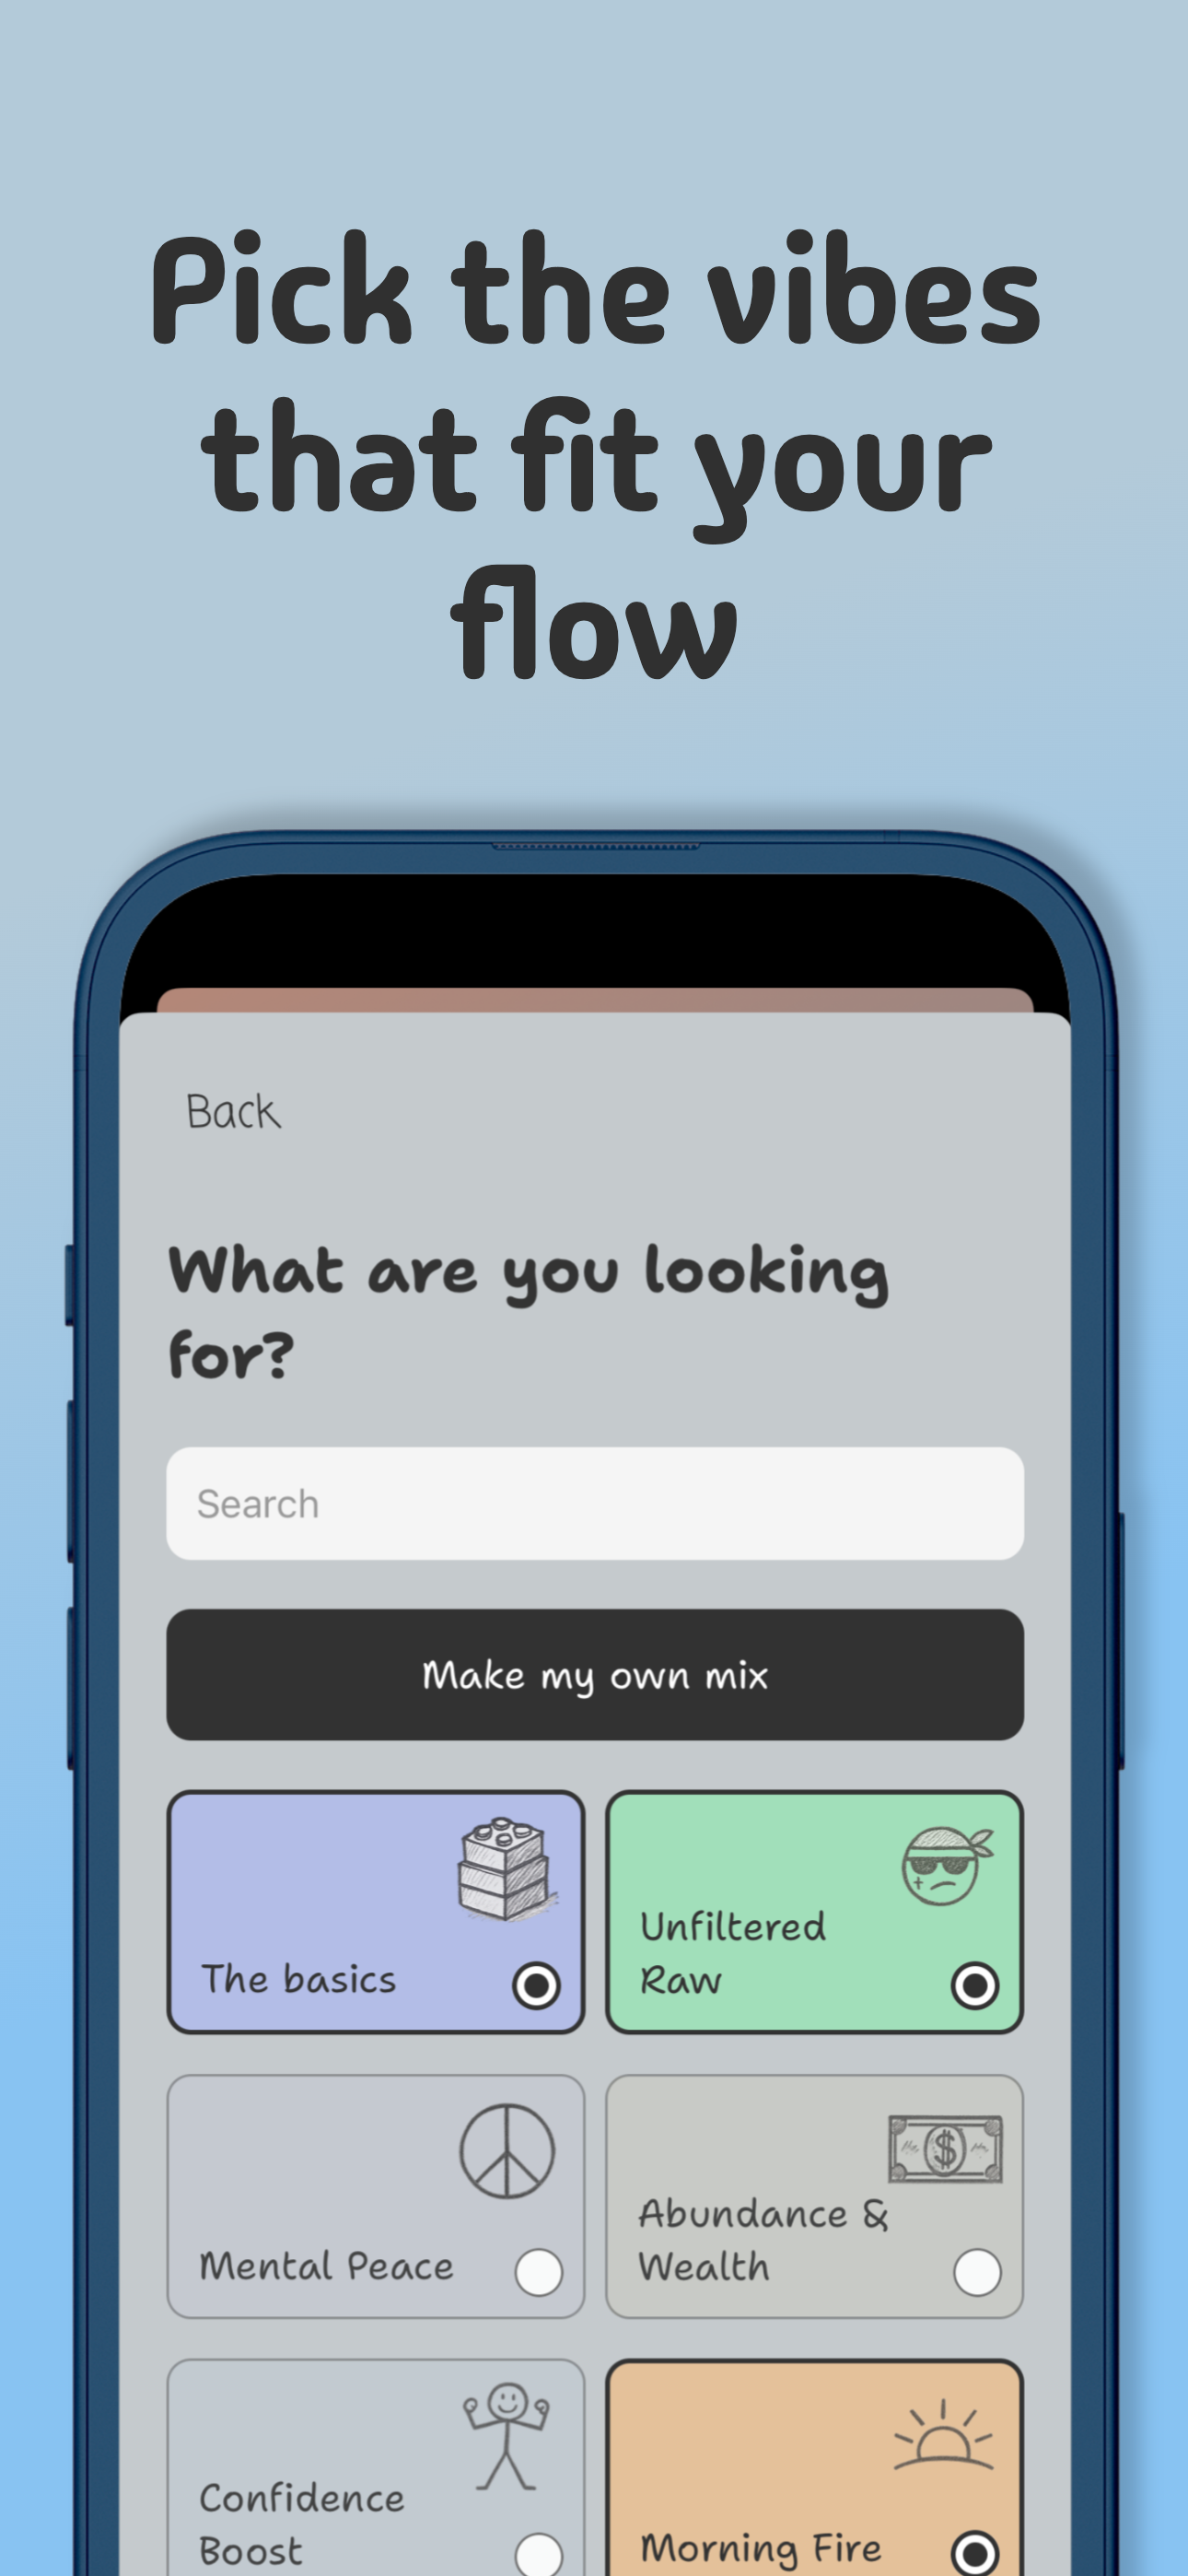 Pick the vibes
that fit your
flow
Back
What are you looking
for?
Search
Make my own mix
The basics
Unfiltered
Raw
Mental Peace
$
Abundance &
Wealth
Confidence
Boost
Morning Fire